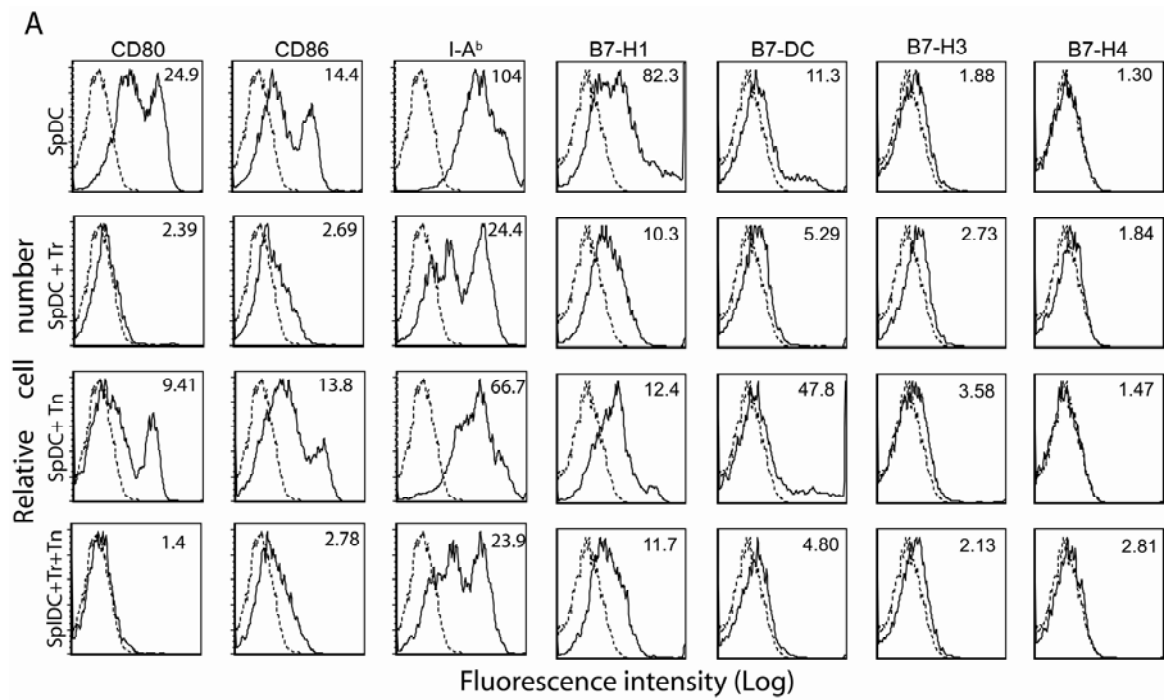 A
CD80 CD86 I-Aᵇ B7-H1 B7-DC B7-H3 B7-H4
SpDC 24.9 14.4 104 82.3 11.3 1.88 1.30
SpDC + Tr 2.39 2.69 24.4 10.3 5.29 2.73 1.84
SpDC + Tn 9.41 13.8 66.7 12.4 47.8 3.58 1.47
SplDC+Tr+Tn 1.4 2.78 23.9 11.7 4.80 2.13 2.81
Relative cell number
Fluorescence intensity (Log)